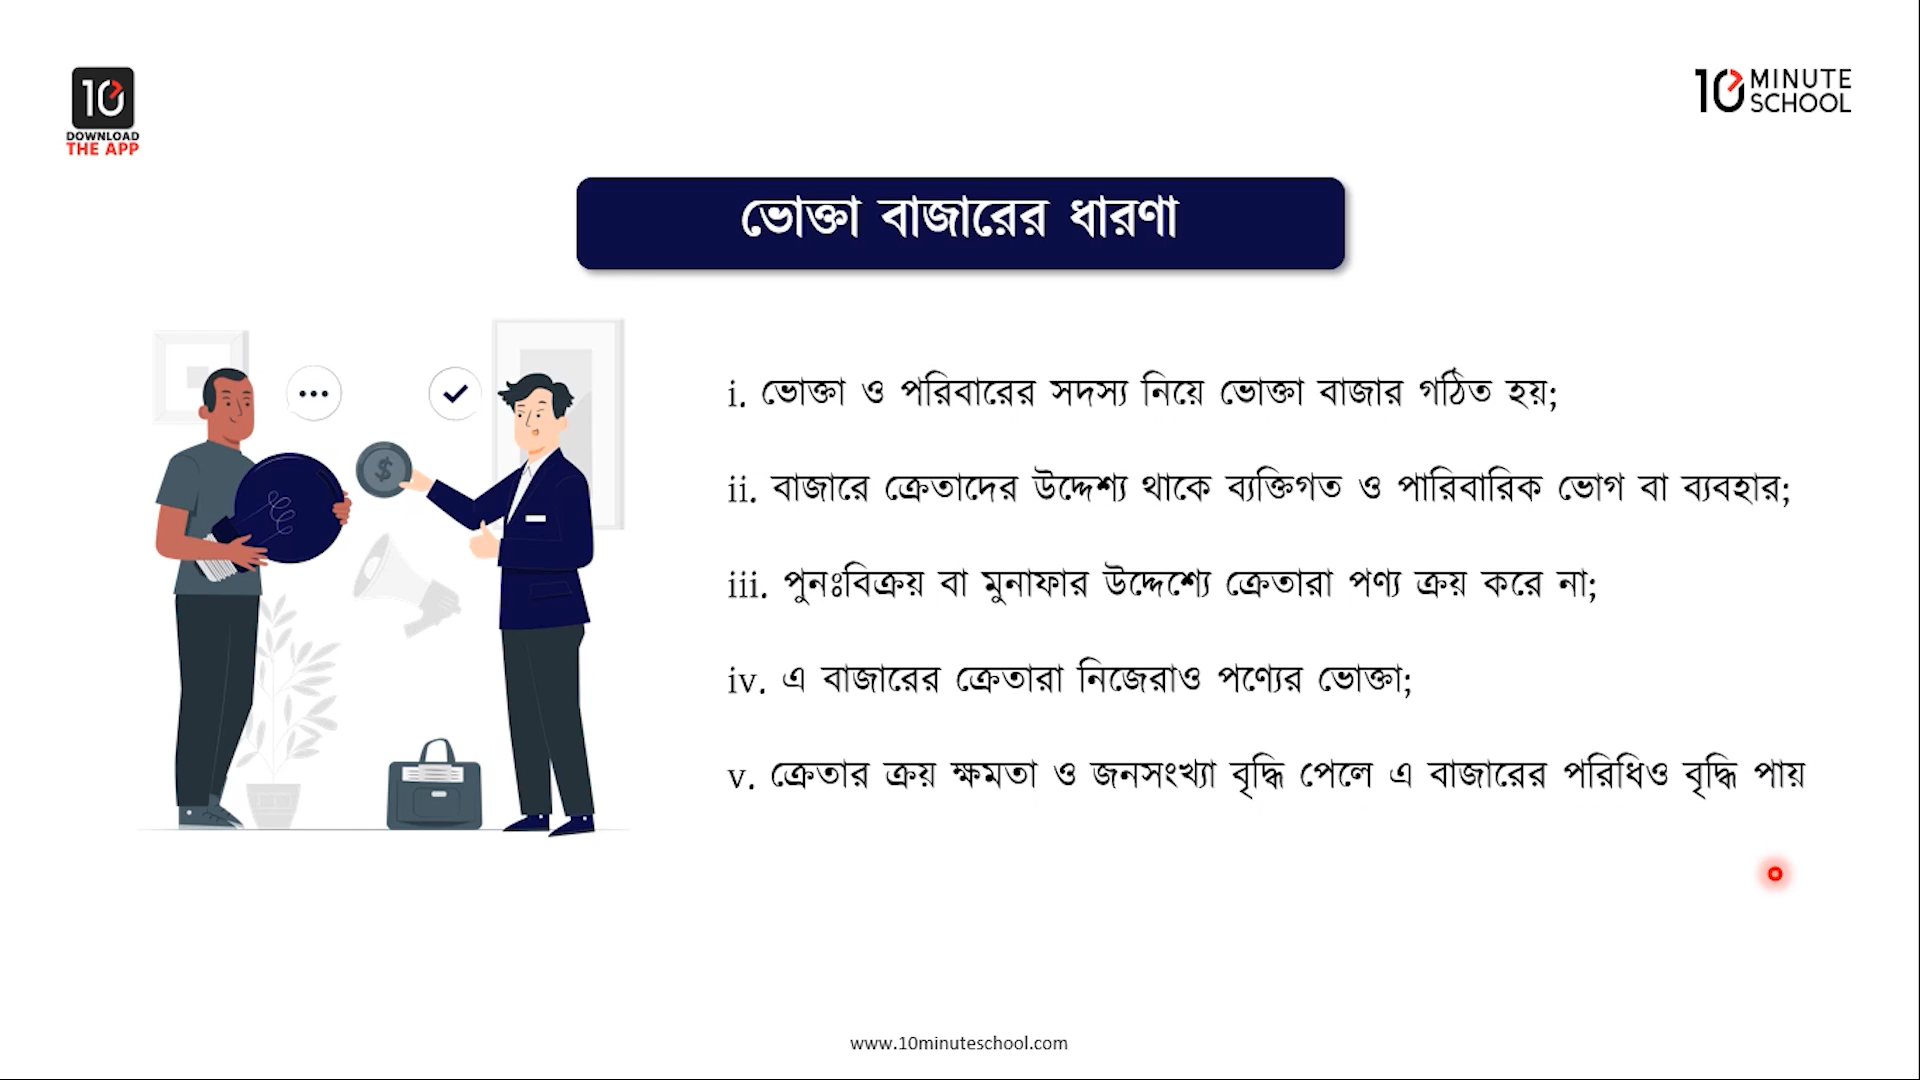 10
DOWNLOAD
THE APP
10 MINUTE
SCHOOL
ভোক্তা বাজারের ধারণা
i. ভোক্তা ও পরিবারের সদস্য নিয়ে ভোক্তা বাজার গঠিত হয়;
ii. বাজারে ক্রেতাদের উদ্দেশ্য থাকে ব্যক্তিগত ও পারিবারিক ভোগ বা ব্যবহার;
iii. পুনঃবিক্রয় বা মুনাফার উদ্দেশ্যে ক্রেতারা পণ্য ক্রয় করে না;
iv. এ বাজারের ক্রেতারা নিজেরাও পণ্যের ভোক্তা;
v. ক্রেতার ক্রয় ক্ষমতা ও জনসংখ্যা বৃদ্ধি পেলে এ বাজারের পরিধিও বৃদ্ধি পায়
$
www.10minuteschool.com